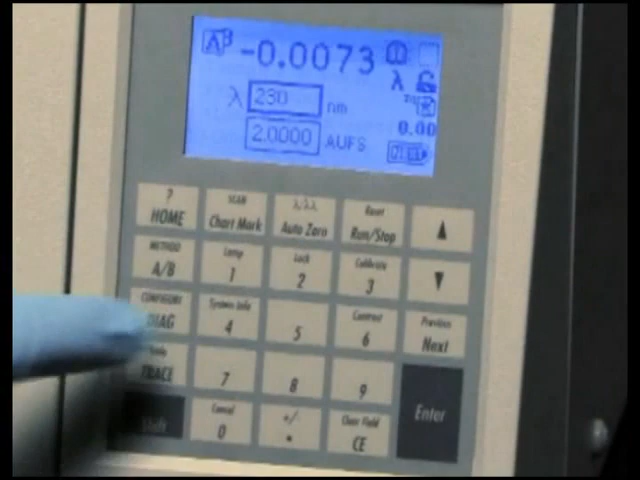 -0.0073
λ 230 nm
2.0000 AUFS
0.00
? SCAN λ/λλ Reset
HOME Chart Mark Auto Zero Run/Stop ▲
METHOD Lamp Lock Calibrate
A/B 1 2 3 ▼
CONFIGURE System Info Contrast Previous
DIAG 4 5 6 Next
TRACE 7 8 9
Cancel +/- Clear Field Enter
Shift 0 . CE